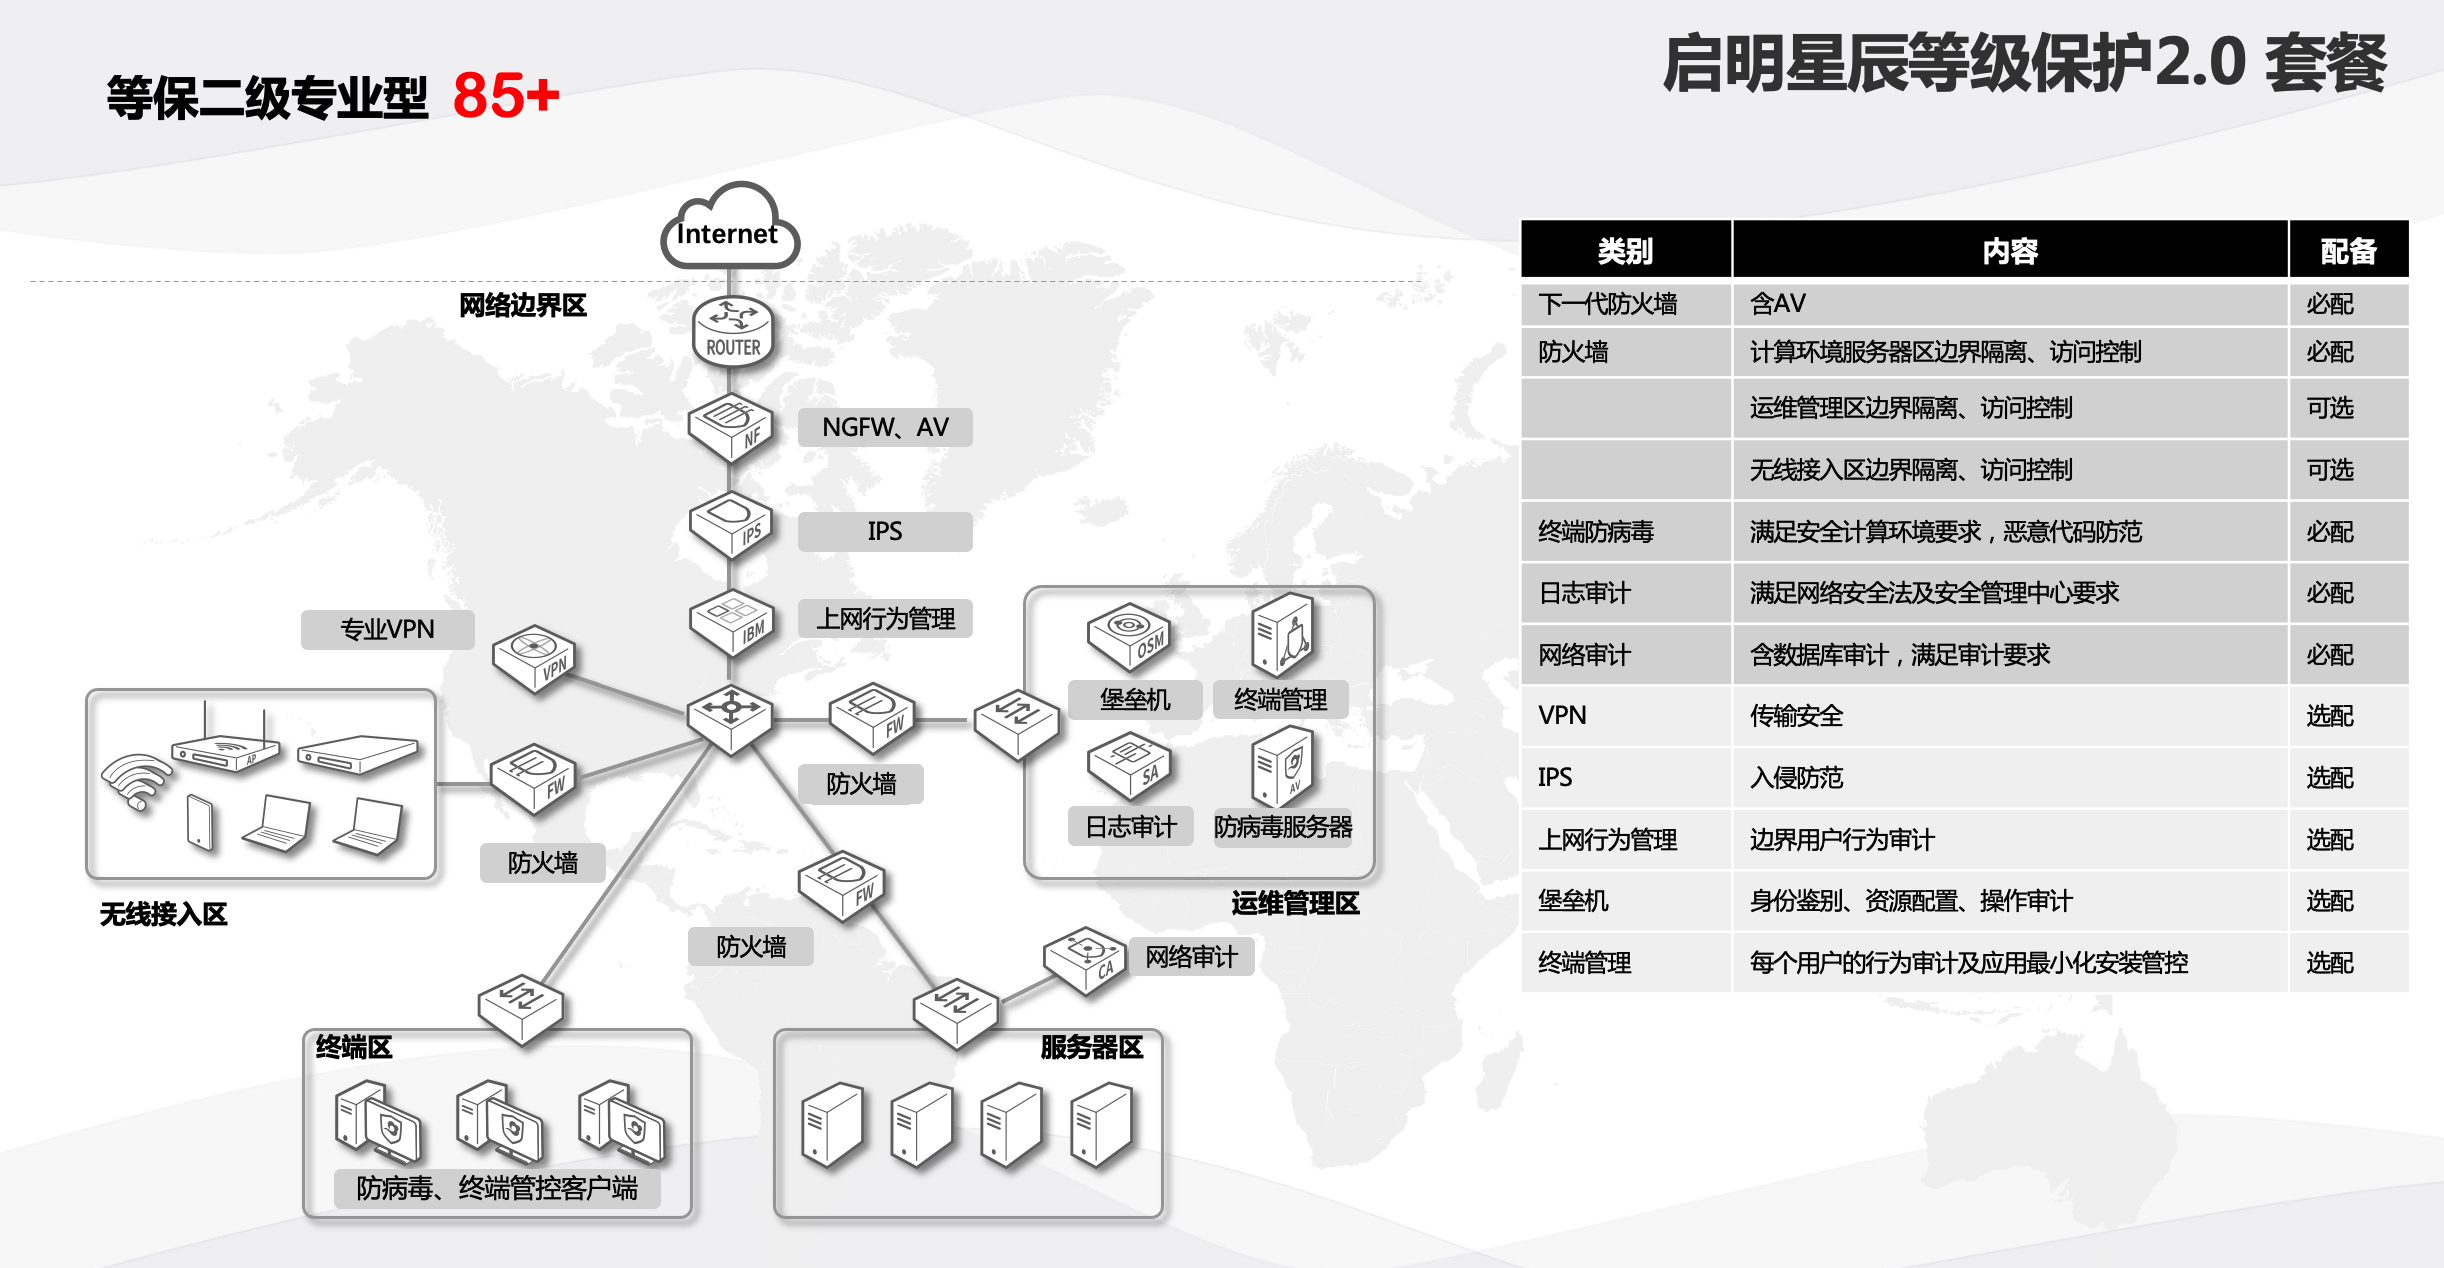 启明星辰等级保护2.0 套餐
等保二级专业型 85+
Internet
网络边界区
ROUTER
NF
NGFW、AV
IPS
IPS
IBM
上网行为管理
专业VPN
VPN
FW
防火墙
AP
FW
防火墙
无线接入区
OSM
堡垒机
终端管理
SA
日志审计
AV
防病毒服务器
运维管理区
FW
防火墙
CA
网络审计
终端区
防病毒、终端管控客户端
服务器区
类别 内容 配备
下一代防火墙 含AV 必配
防火墙 计算环境服务器区边界隔离、访问控制 必配
运维管理区边界隔离、访问控制 可选
无线接入区边界隔离、访问控制 可选
终端防病毒 满足安全计算环境要求，恶意代码防范 必配
日志审计 满足网络安全法及安全管理中心要求 必配
网络审计 含数据库审计，满足审计要求 必配
VPN 传输安全 选配
IPS 入侵防范 选配
上网行为管理 边界用户行为审计 选配
堡垒机 身份鉴别、资源配置、操作审计 选配
终端管理 每个用户的行为审计及应用最小化安装管控 选配